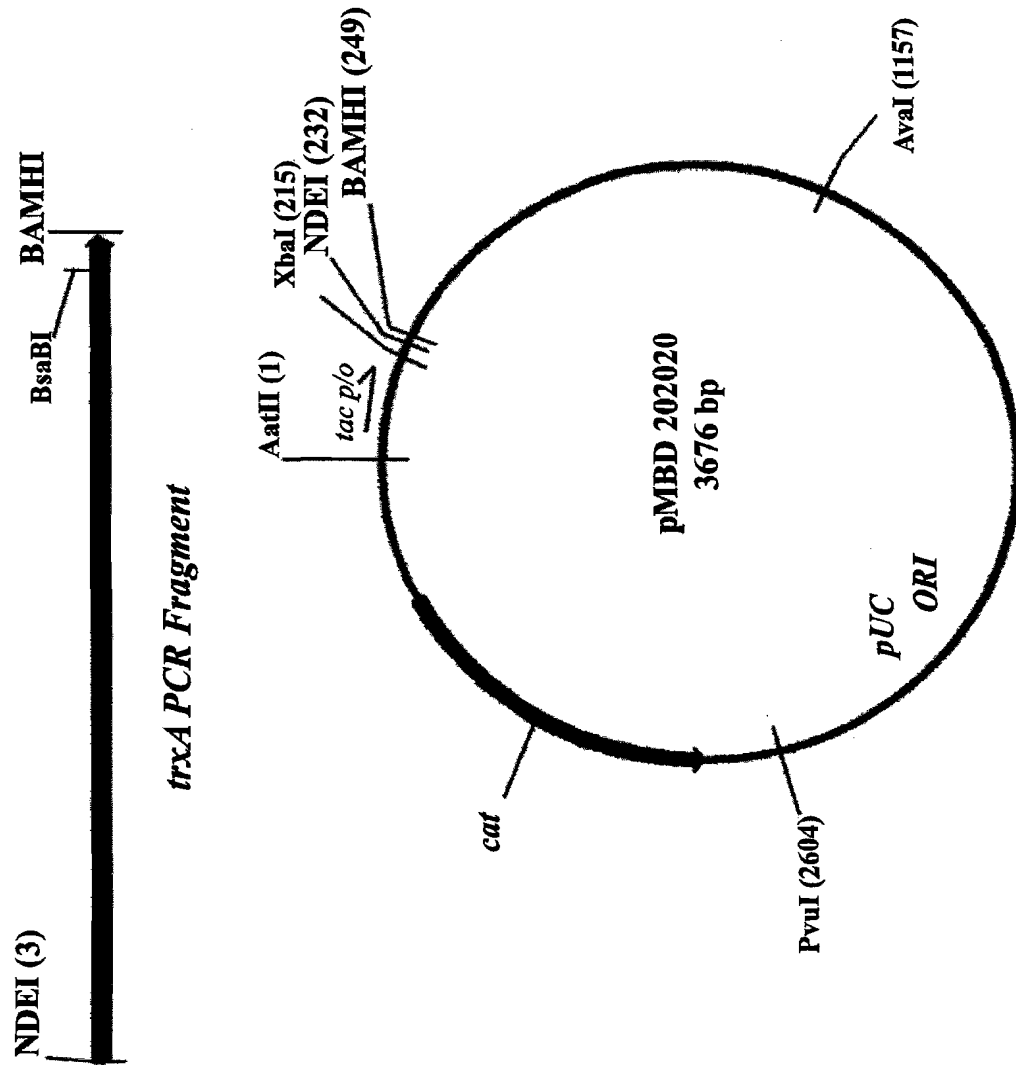 NDEI (3)
BsaBI
BAMHI
trxA PCR Fragment
AatII (1)
tac p/o
XbaI (215)
NDEI (232)
BAMHI (249)
cat
pMBD 202020
3676 bp
AvaI (1157)
PvuI (2604)
pUC
ORI